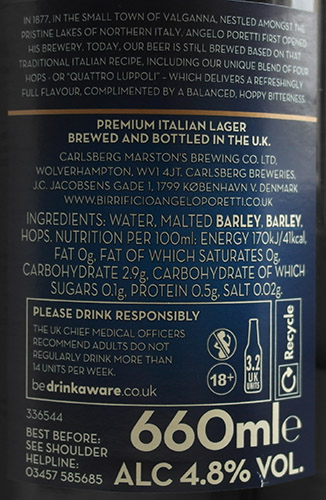 IN 1877, IN THE SMALL TOWN OF VALGANNA, NESTLED AMONGST THE
PRISTINE LAKES OF NORTHERN ITALY, ANGELO PORETTI FIRST OPENED
HIS BREWERY. TODAY, OUR BEER IS STILL BREWED BASED ON THAT
TRADITIONAL ITALIAN RECIPE, INCLUDING OUR UNIQUE BLEND OF FOUR
HOPS - OR "QUATTRO LUPPOLI" - WHICH DELIVERS A REFRESHINGLY
FULL FLAVOUR, COMPLIMENTED BY A BALANCED, HOPPY BITTERNESS.
PREMIUM ITALIAN LAGER
BREWED AND BOTTLED IN THE U.K.
CARLSBERG MARSTON'S BREWING CO. LTD,
WOLVERHAMPTON, WV1 4JT. CARLSBERG BREWERIES,
J.C. JACOBSENS GADE 1, 1799 KØBENHAVN V, DENMARK
WWW.BIRRIFICIOANGELOPORETTI.CO.UK
INGREDIENTS: WATER, MALTED BARLEY, BARLEY,
HOPS. NUTRITION PER 100ml: ENERGY 170kJ/41kcal,
FAT 0g, FAT OF WHICH SATURATES 0g,
CARBOHYDRATE 2.9g, CARBOHYDRATE OF WHICH
SUGARS 0.1g, PROTEIN 0.5g, SALT 0.02g.
PLEASE DRINK RESPONSIBLY
THE UK CHIEF MEDICAL OFFICERS
RECOMMEND ADULTS DO NOT
REGULARLY DRINK MORE THAN
14 UNITS PER WEEK.
bedrinkaware.co.uk
18+
3.2
UK
UNITS
Recycle
336544
BEST BEFORE:
SEE SHOULDER
HELPLINE:
03457 585685
660ml e
ALC 4.8% VOL.